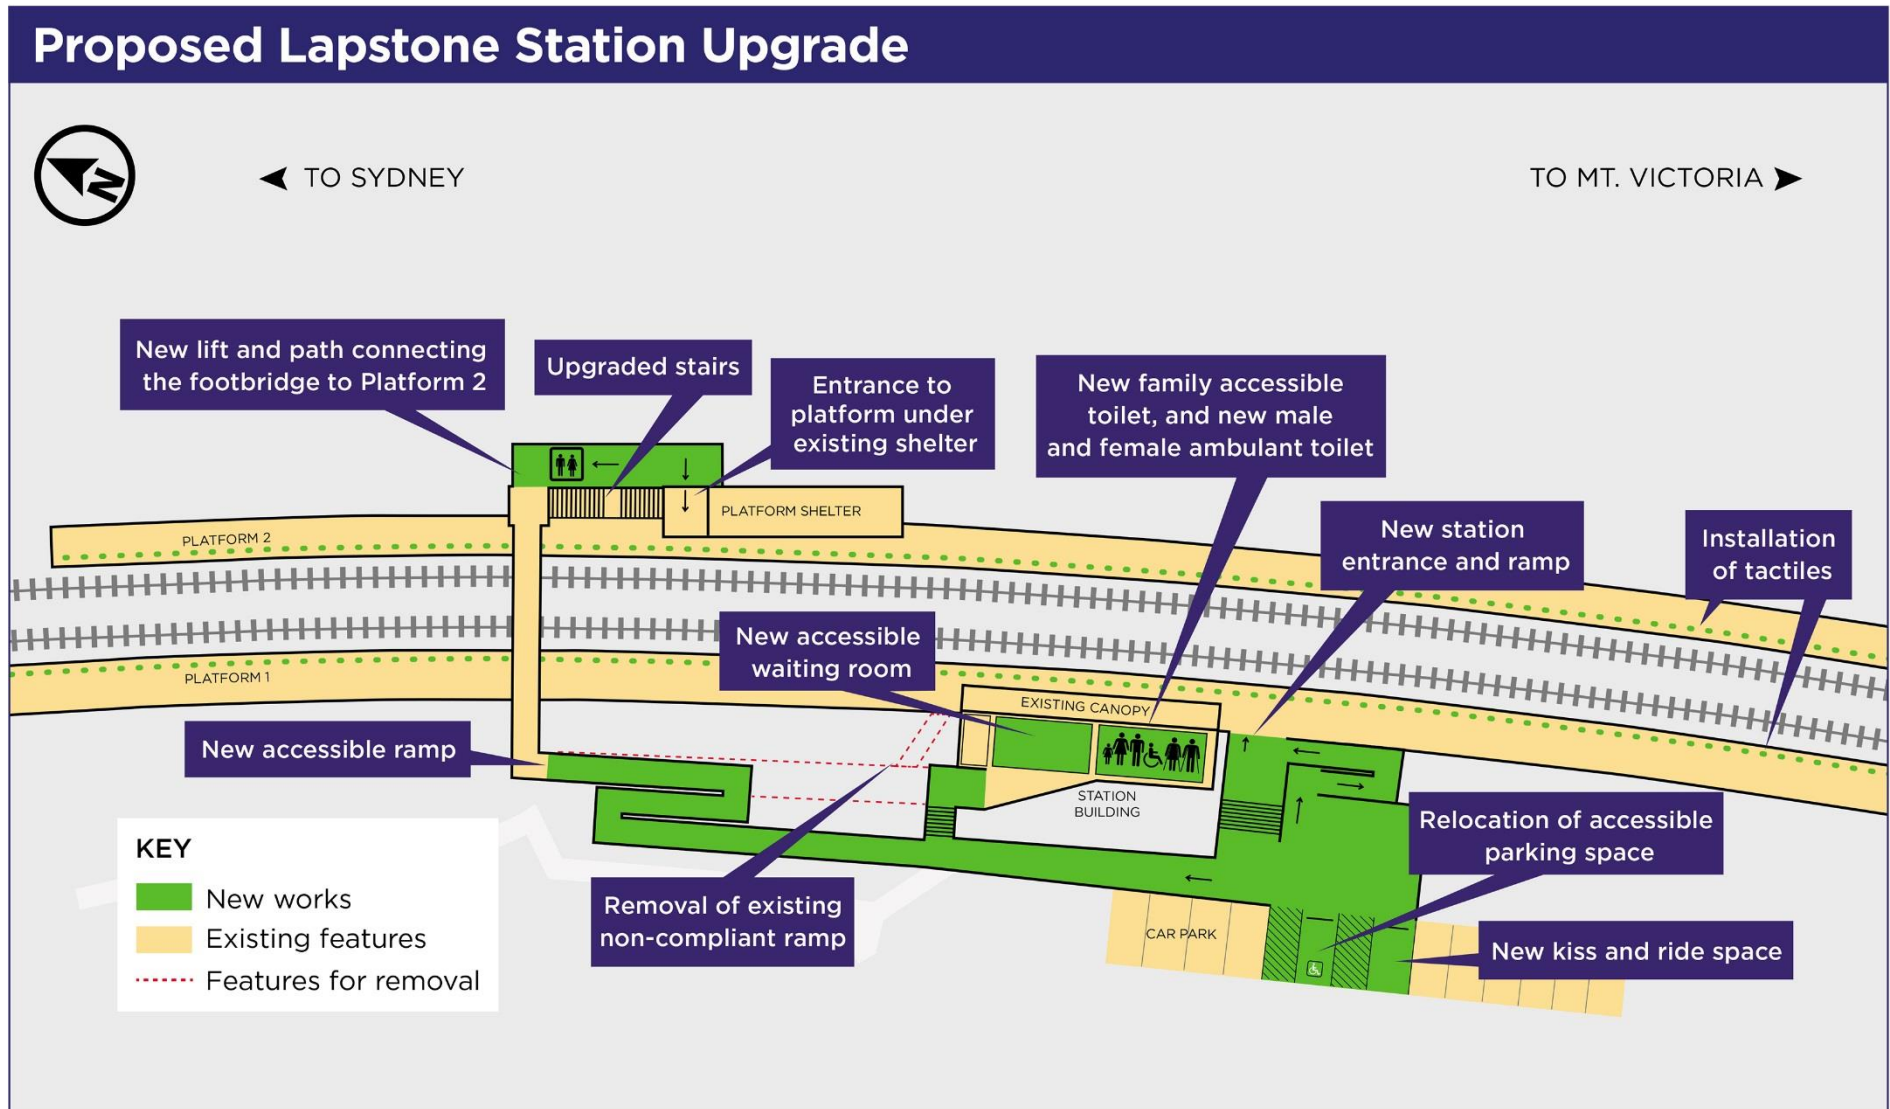 Proposed Lapstone Station Upgrade
N
TO SYDNEY
TO MT. VICTORIA
New lift and path connecting
the footbridge to Platform 2
Upgraded stairs
Entrance to
platform under
existing shelter
New family accessible
toilet, and new male
and female ambulant toilet
New station
entrance and ramp
Installation
of tactiles
PLATFORM SHELTER
PLATFORM 2
New accessible
waiting room
PLATFORM 1
EXISTING CANOPY
New accessible ramp
STATION
BUILDING
Relocation of accessible
parking space
KEY
New works
Existing features
Features for removal
Removal of existing
non-compliant ramp
CAR PARK
New kiss and ride space